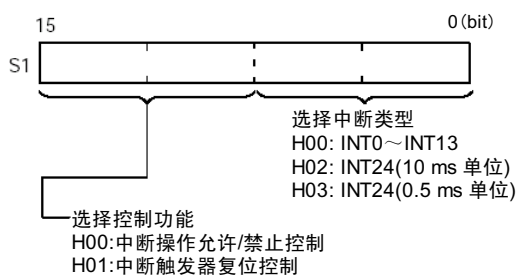 15
0(bit)
S1
选择中断类型
H00: INT0～INT13
H02: INT24(10 ms 单位)
H03: INT24(0.5 ms 单位)
选择控制功能
H00:中断操作允许/禁止控制
H01:中断触发器复位控制